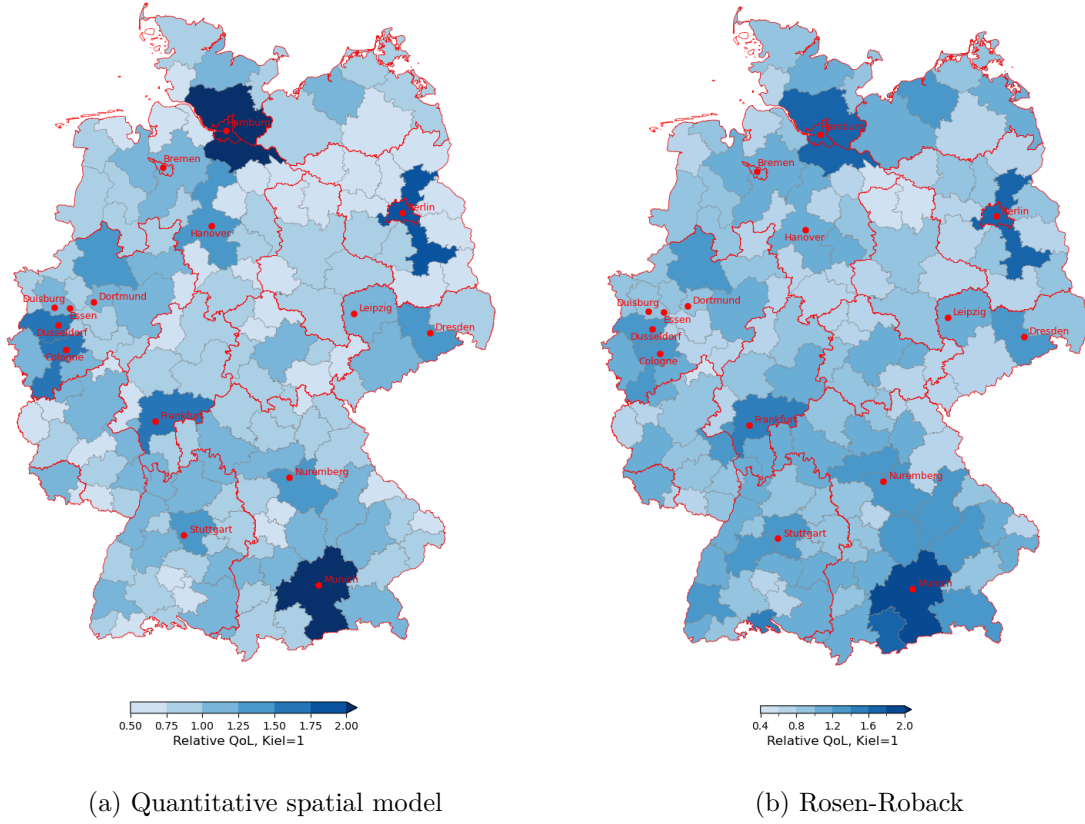 Hamburg
Bremen
Berlin
Hanover
Duisburg
Dortmund
Essen
Düsseldorf
Cologne
Leipzig
Dresden
Frankfurt
Nuremberg
Stuttgart
Munich
0.50 0.75 1.00 1.25 1.50 1.75 2.00
Relative QoL, Kiel=1
(a) Quantitative spatial model
Hamburg
Bremen
Berlin
Hanover
Duisburg
Dortmund
Essen
Düsseldorf
Cologne
Leipzig
Dresden
Frankfurt
Nuremberg
Stuttgart
Munich
0.4 0.8 1.2 1.6 2.0
Relative QoL, Kiel=1
(b) Rosen-Roback